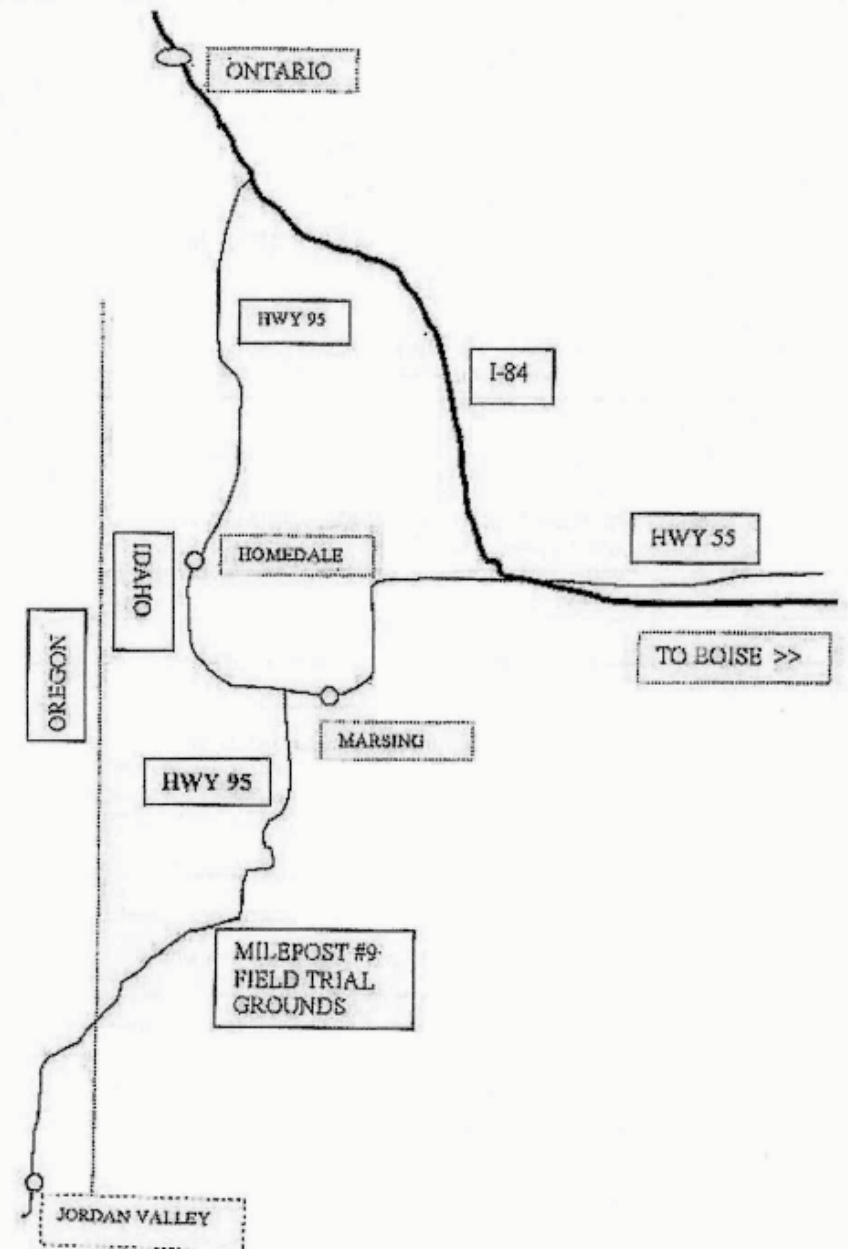 ONTARIO
HWY 95
I-84
HWY 55
HOMEDALE
IDAHO
OREGON
TO BOISE >>
MARSING
HWY 95
MILEPOST #9-
FIELD TRIAL
GROUNDS
JORDAN VALLEY